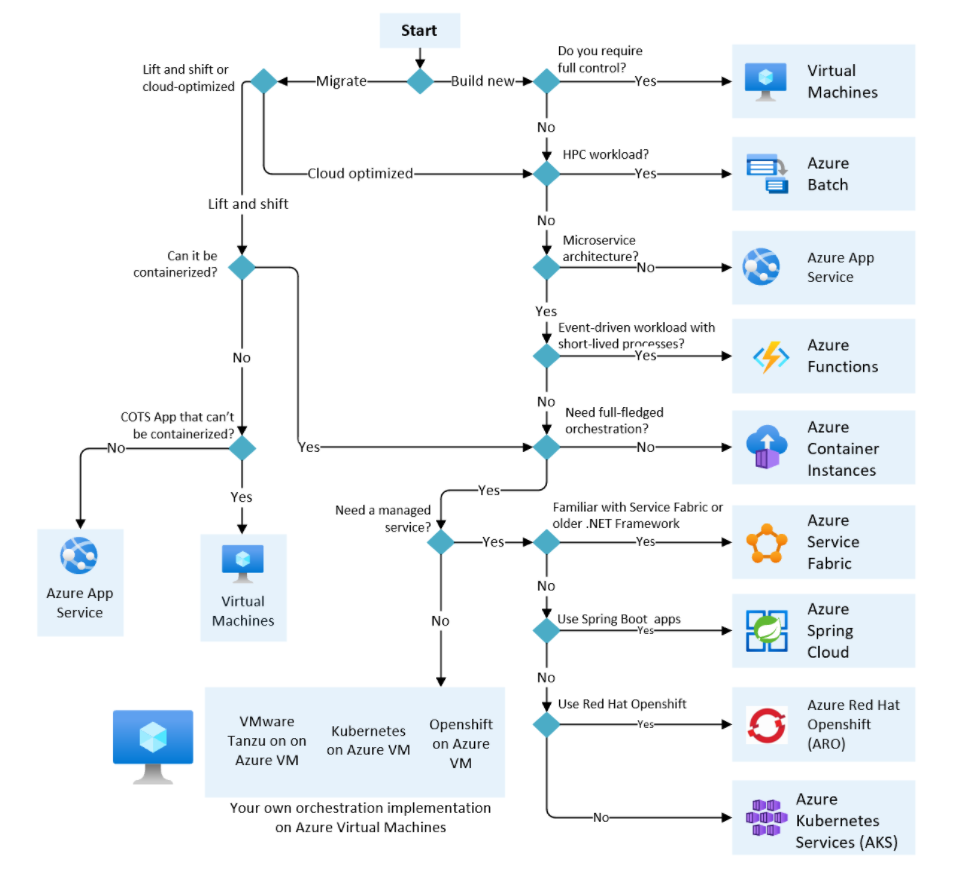 Start
Do you require
full control?
Lift and shift or
cloud-optimized
Migrate
Build new
Yes
Virtual
Machines
No
HPC workload?
Cloud optimized
Yes
Azure
Batch
Lift and shift
No
Microservice
architecture?
No
Azure App
Service
Can it be
containerized?
Yes
Event-driven workload with
short-lived processes?
Yes
Azure
Functions
No
No
COTS App that can't
be containerized?
Need full-fledged
orchestration?
No
Yes
No
Azure
Container
Instances
Yes
Yes
Need a managed
service?
Familiar with Service Fabric or
older .NET Framework
Yes
Yes
Azure
Service
Fabric
Azure App
Service
Virtual
Machines
No
No
Use Spring Boot apps
Yes
Azure
Spring
Cloud
No
Use Red Hat Openshift
Yes
Azure Red Hat
Openshift
(ARO)
VMware
Tanzu on on
Azure VM
Kubernetes
on Azure VM
Openshift
on Azure
VM
Your own orchestration implementation
on Azure Virtual Machines
No
Azure
Kubernetes
Services (AKS)